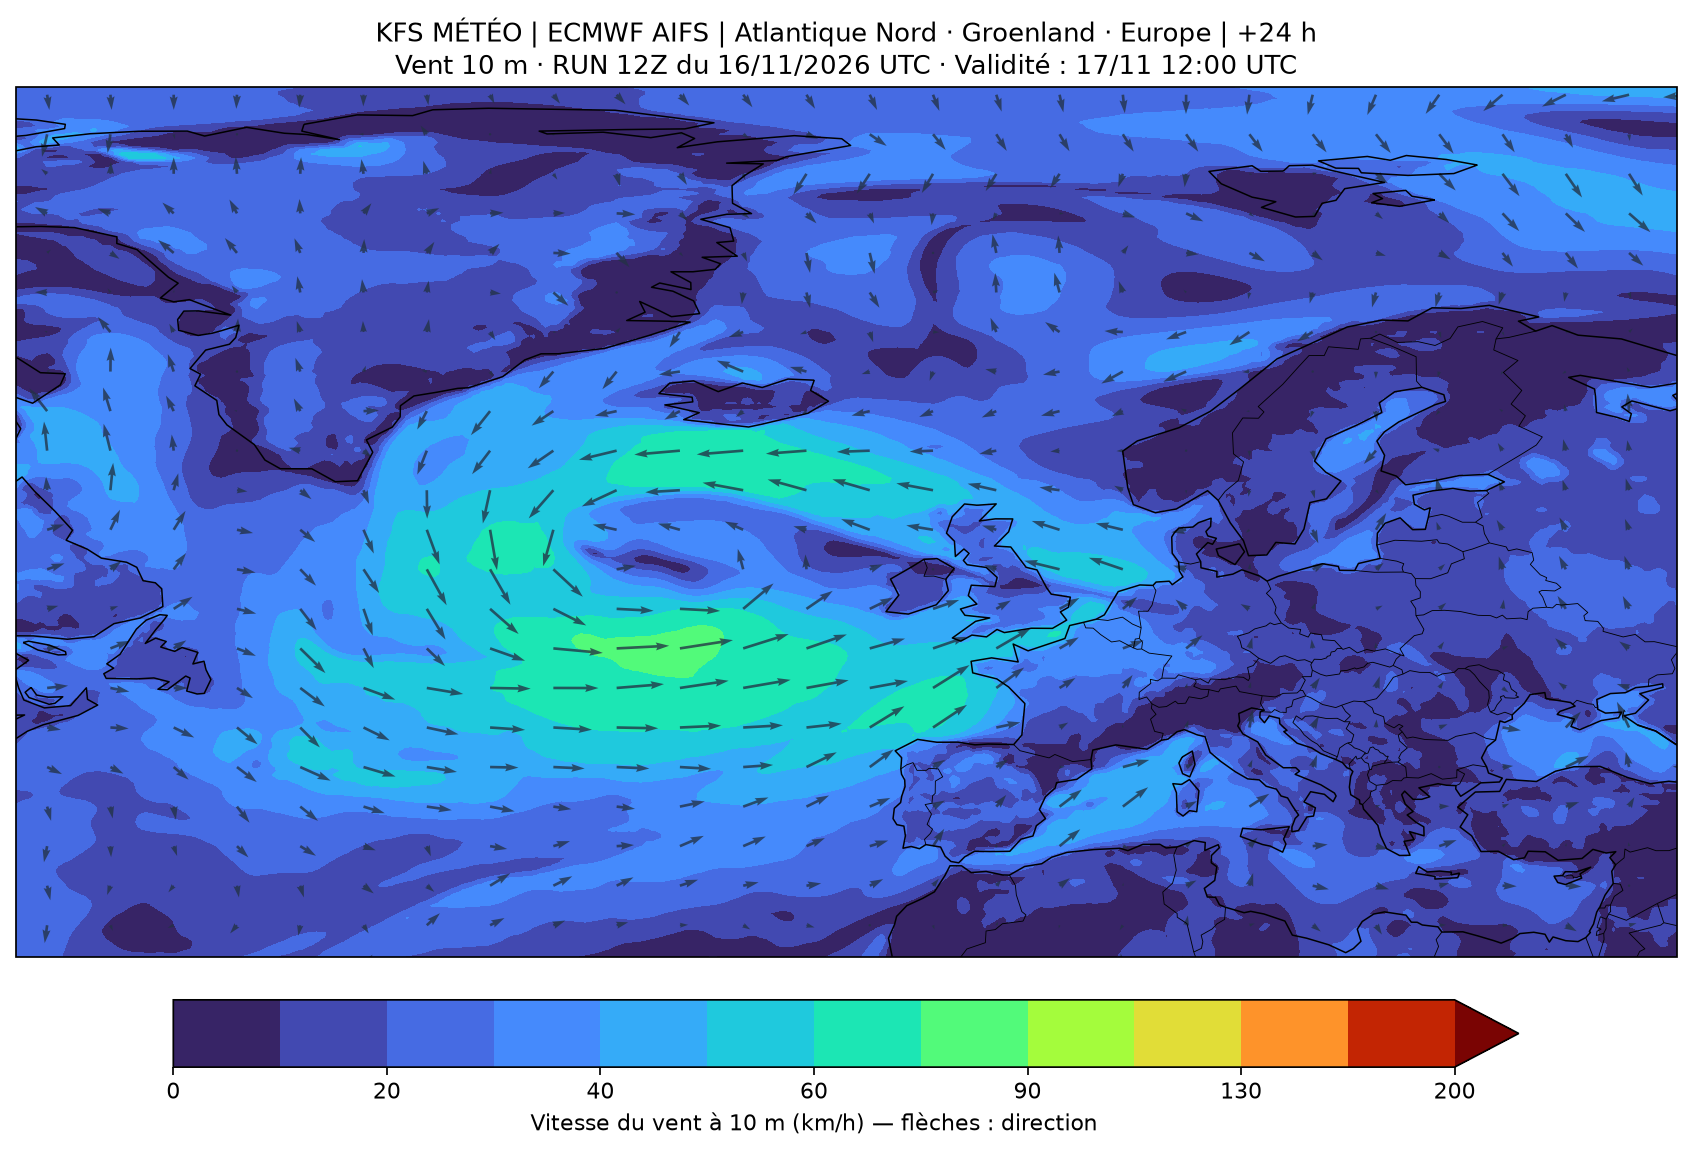 KFS MÉTÉO | ECMWF AIFS | Atlantique Nord · Groenland · Europe | +24 h
Vent 10 m · RUN 12Z du 16/11/2026 UTC · Validité : 17/11 12:00 UTC
0 20 40 60 90 130 200
Vitesse du vent à 10 m (km/h) — flèches : direction